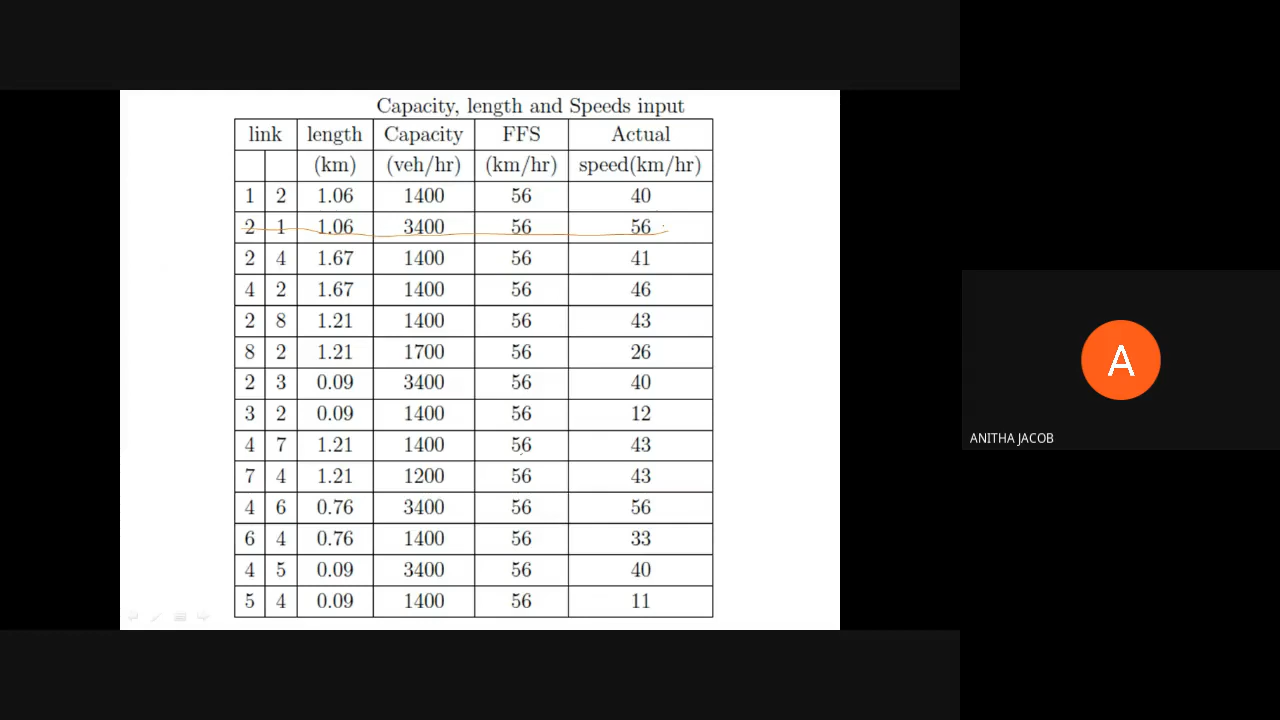 Capacity, length and Speeds input
link length Capacity FFS Actual
(km) (veh/hr) (km/hr) speed(km/hr)
1 2 1.06 1400 56 40
2 1 1.06 3400 56 56
2 4 1.67 1400 56 41
4 2 1.67 1400 56 46
2 8 1.21 1400 56 43
8 2 1.21 1700 56 26
2 3 0.09 3400 56 40
3 2 0.09 1400 56 12
4 7 1.21 1400 56 43
7 4 1.21 1200 56 43
4 6 0.76 3400 56 56
6 4 0.76 1400 56 33
4 5 0.09 3400 56 40
5 4 0.09 1400 56 11
A
ANITHA JACOB